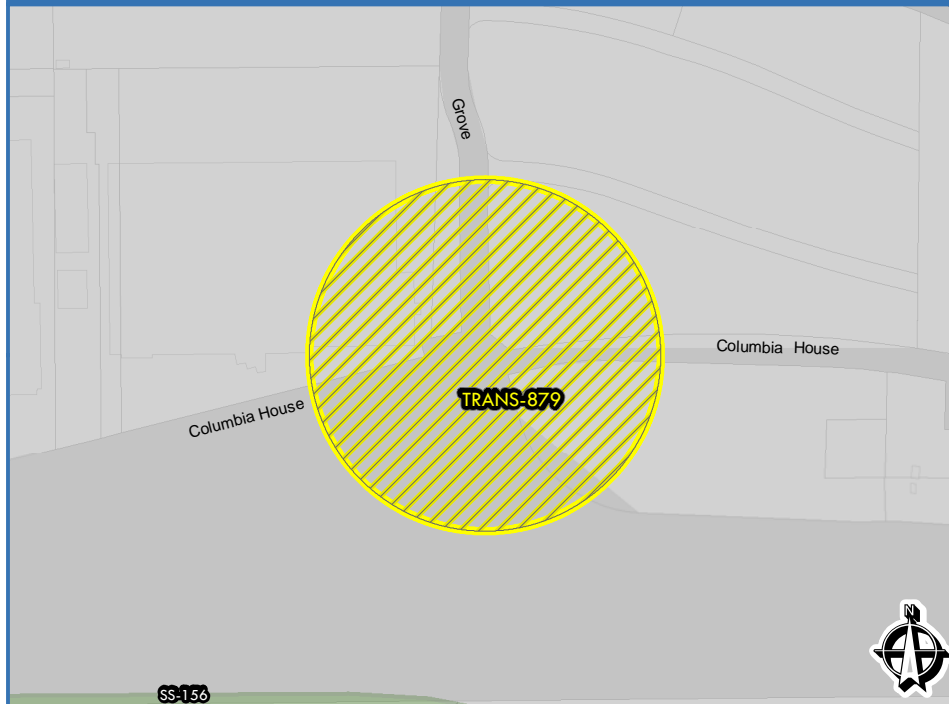 Grove
Columbia House
TRANS-879
Columbia House
N
SS-156